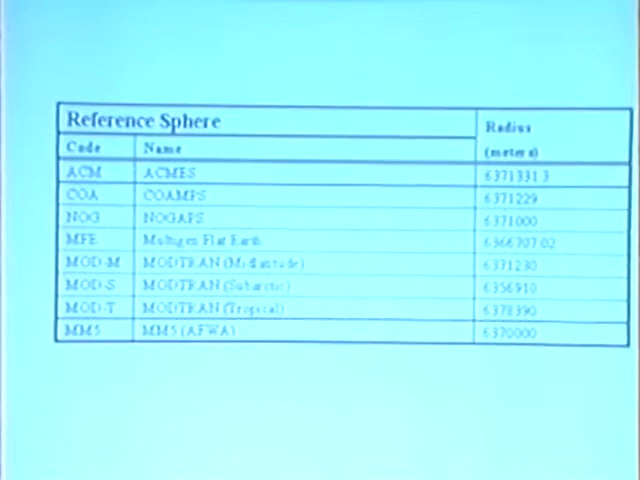 Reference Sphere
Radius
(meters)
Code Name
ACM ACMES 6371331.3
COA COAMPS 6371229
NOG NOGAPS 6371000
MFE Multigen Flat Earth 6366707.02
MOD-M MODTRAN (Midlatitude) 6371230
MOD-S MODTRAN (Subarctic) 6356910
MOD-T MODTRAN (Tropical) 6378390
MM5 MM5 (AFWA) 6370000